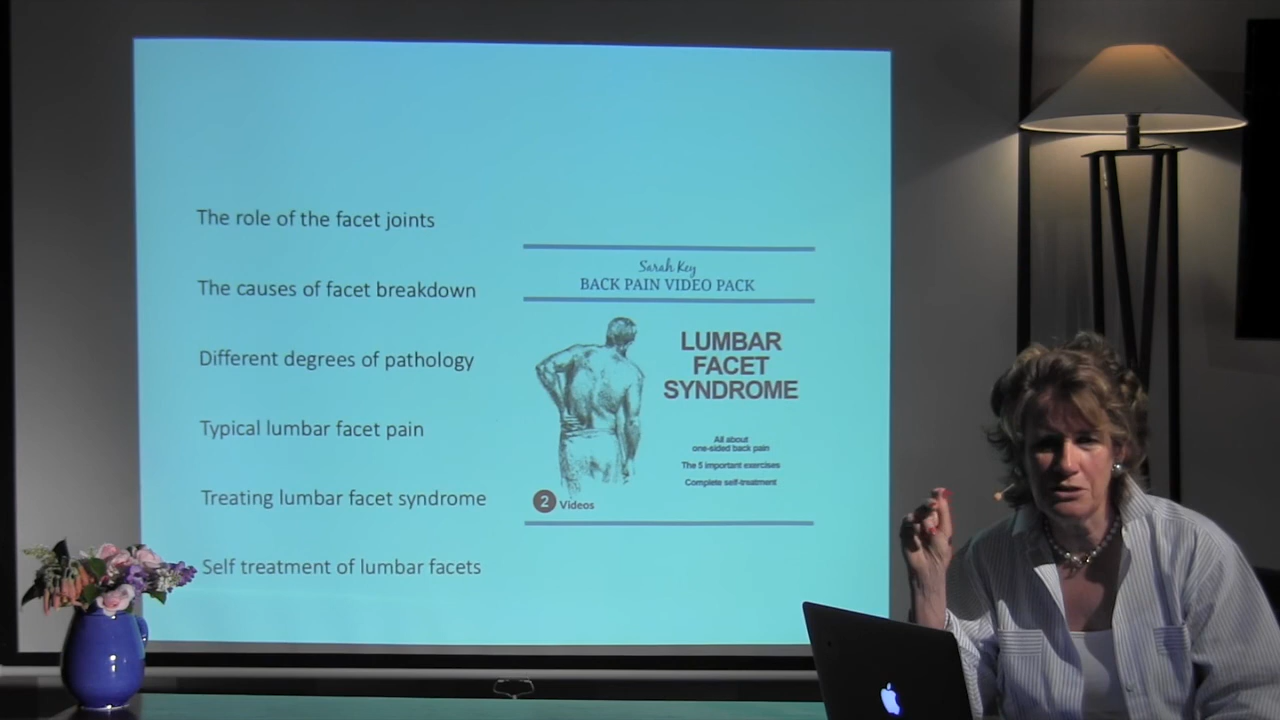 The role of the facet joints
The causes of facet breakdown
Different degrees of pathology
Typical lumbar facet pain
Treating lumbar facet syndrome
Self treatment of lumbar facets
Sarah Key
BACK PAIN VIDEO PACK
LUMBAR
FACET
SYNDROME
All about
one-sided back pain
The 5 important exercises
Complete self-treatment
2 Videos